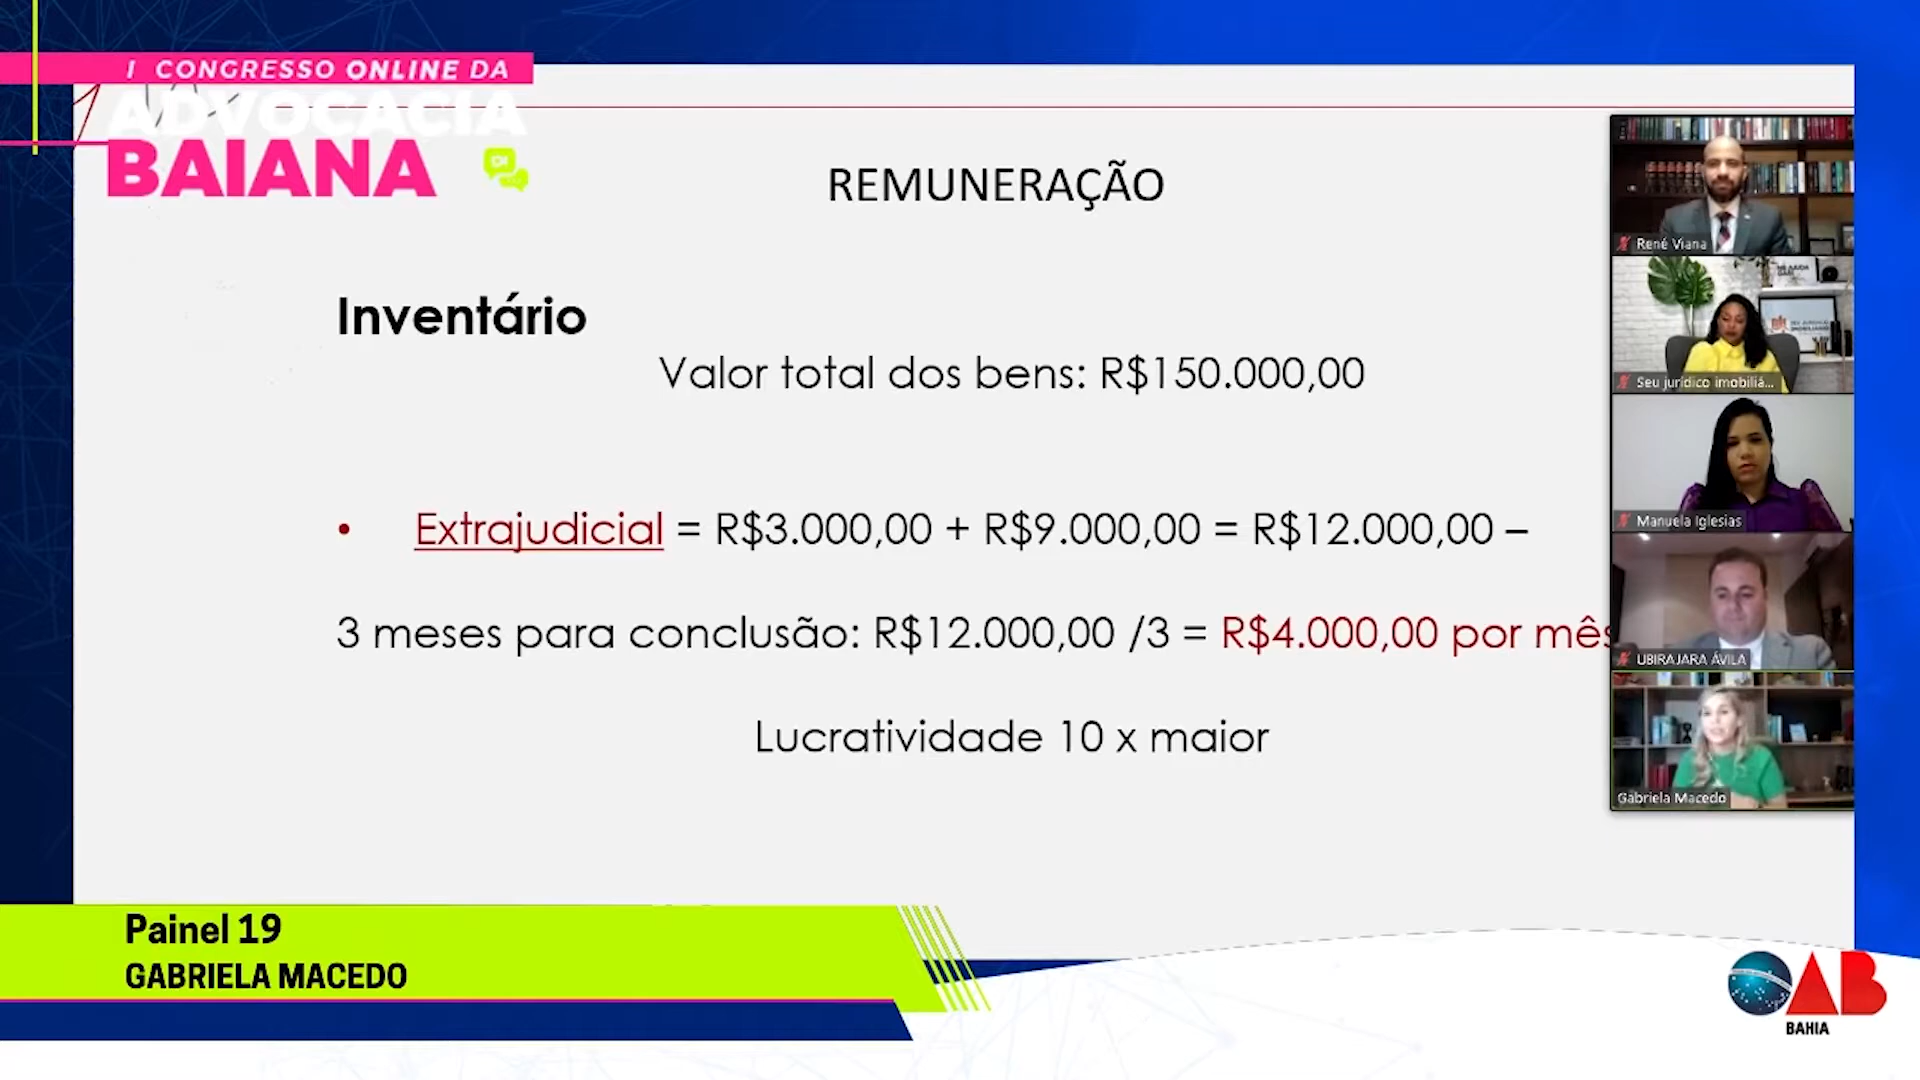 I CONGRESSO ONLINE DA
ADVOCACIA
BAIANA
REMUNERAÇÃO
Inventário
Valor total dos bens: R$150.000,00
• Extrajudicial = R$3.000,00 + R$9.000,00 = R$12.000,00 –
3 meses para conclusão: R$12.000,00 /3 = R$4.000,00 por mês
Lucratividade 10 x maior
René Viana
Seu jurídico imobiliá...
Manuela Iglesias
UBIRAJARA ÁVILA
Gabriela Macedo
Painel 19
GABRIELA MACEDO
OAB
BAHIA